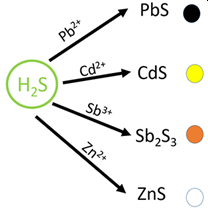 Pb²⁺ PbS
Cd²⁺ CdS
H₂S
Sb³⁺ Sb₂S₃
Zn²⁺ ZnS